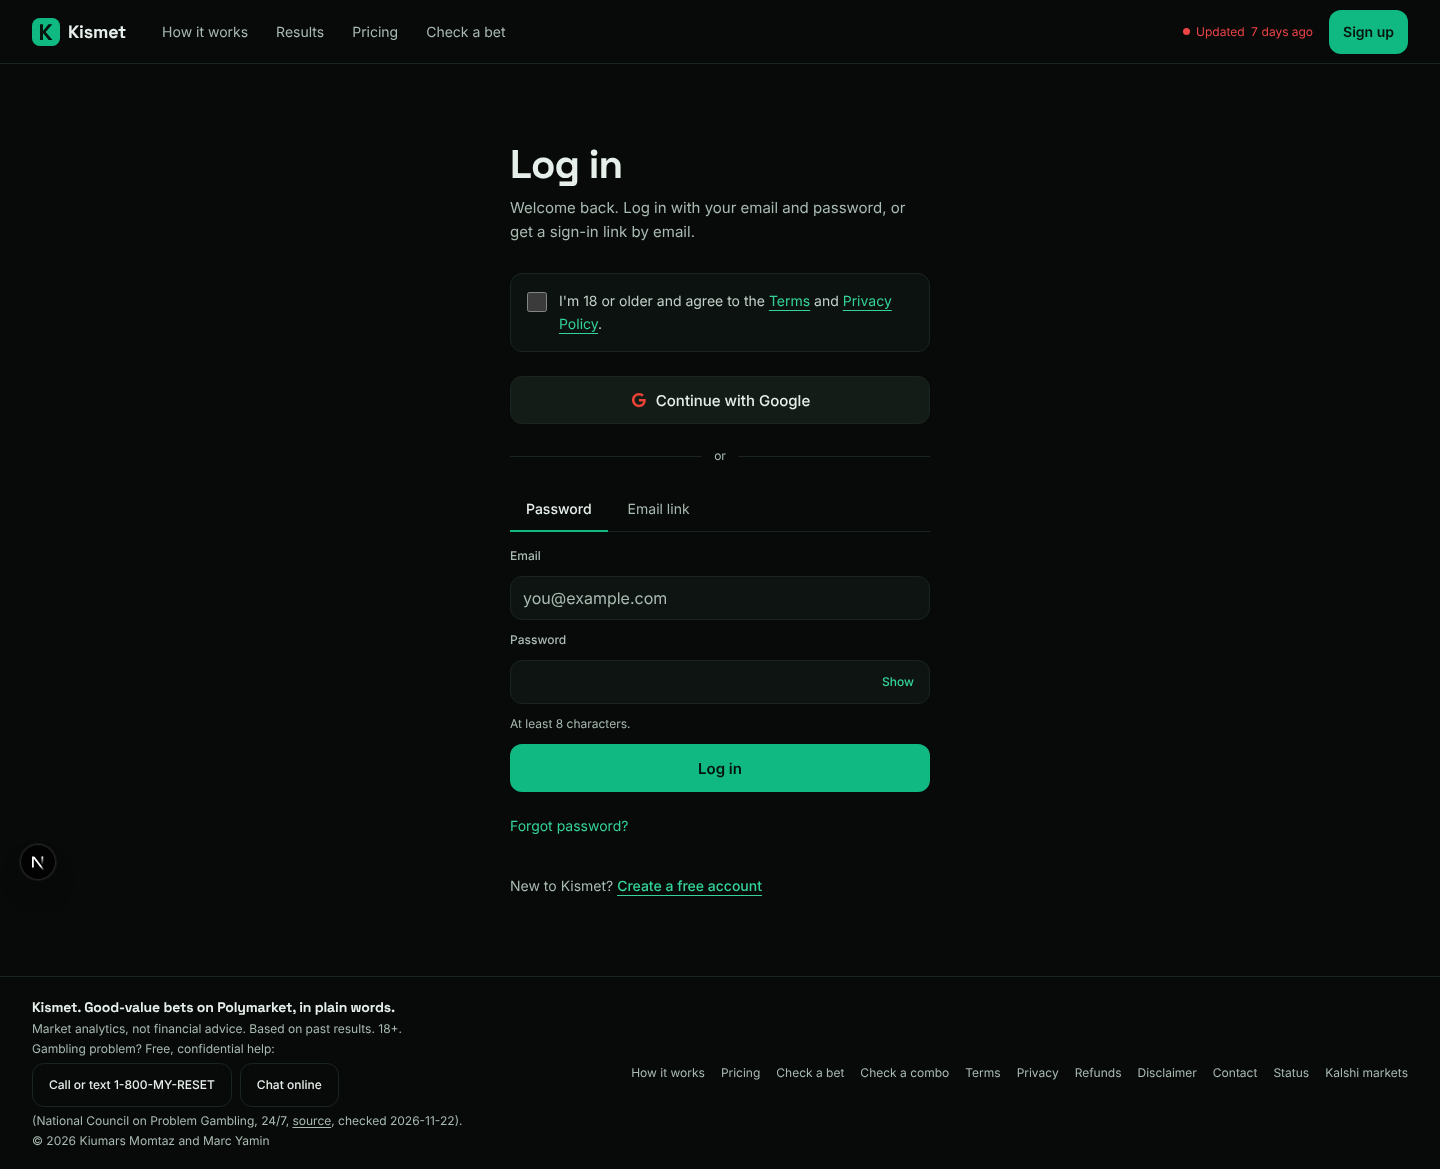 K Kismet
How it works
Results
Pricing
Check a bet
Updated 7 days ago
Sign up
Log in
Welcome back. Log in with your email and password, or
get a sign-in link by email.
I'm 18 or older and agree to the Terms and Privacy
Policy.
G Continue with Google
or
Password
Email link
Email
you@example.com
Password
Show
At least 8 characters.
Log in
Forgot password?
N
New to Kismet? Create a free account
Kismet. Good-value bets on Polymarket, in plain words.
Market analytics, not financial advice. Based on past results. 18+.
Gambling problem? Free, confidential help:
Call or text 1-800-MY-RESET
Chat online
(National Council on Problem Gambling, 24/7, source, checked 2026-11-22).
© 2026 Kiumars Momtaz and Marc Yamin
How it works
Pricing
Check a bet
Check a combo
Terms
Privacy
Refunds
Disclaimer
Contact
Status
Kalshi markets